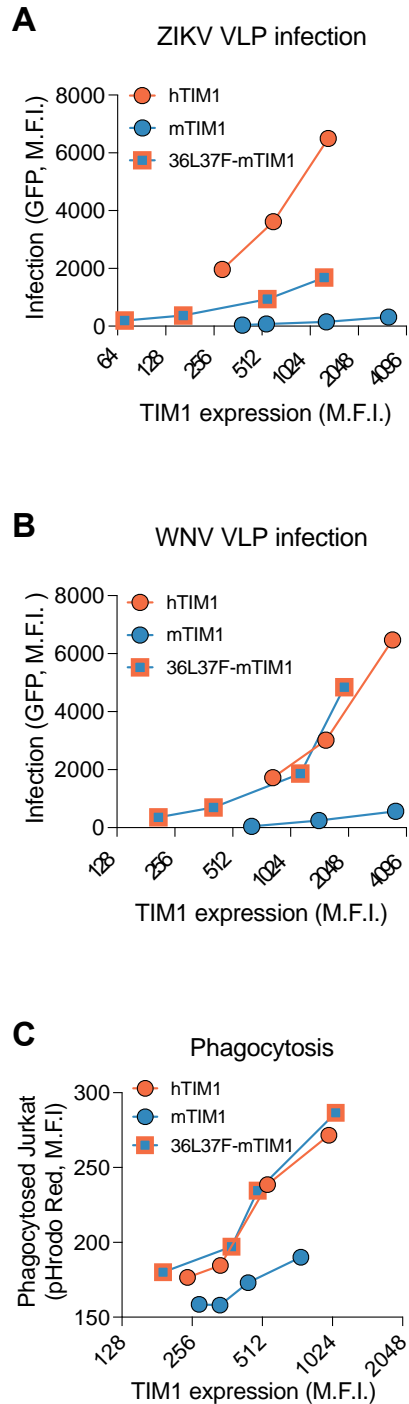 A
ZIKV VLP infection
Infection (GFP, M.F.I.)
8000
6000
4000
2000
0
hTIM1
mTIM1
36L37F-mTIM1
64
128
256
512
1024
2048
4096
TIM1 expression (M.F.I.)
B
WNV VLP infection
Infection (GFP, M.F.I. )
8000
6000
4000
2000
0
hTIM1
mTIM1
36L37F-mTIM1
128
256
512
1024
2048
4096
TIM1 expression (M.F.I.)
C
Phagocytosis
Phagocytosed Jurkat
(pHrodo Red, M.F.I)
300
250
200
150
hTIM1
mTIM1
36L37F-mTIM1
128
256
512
1024
2048
TIM1 expression (M.F.I.)